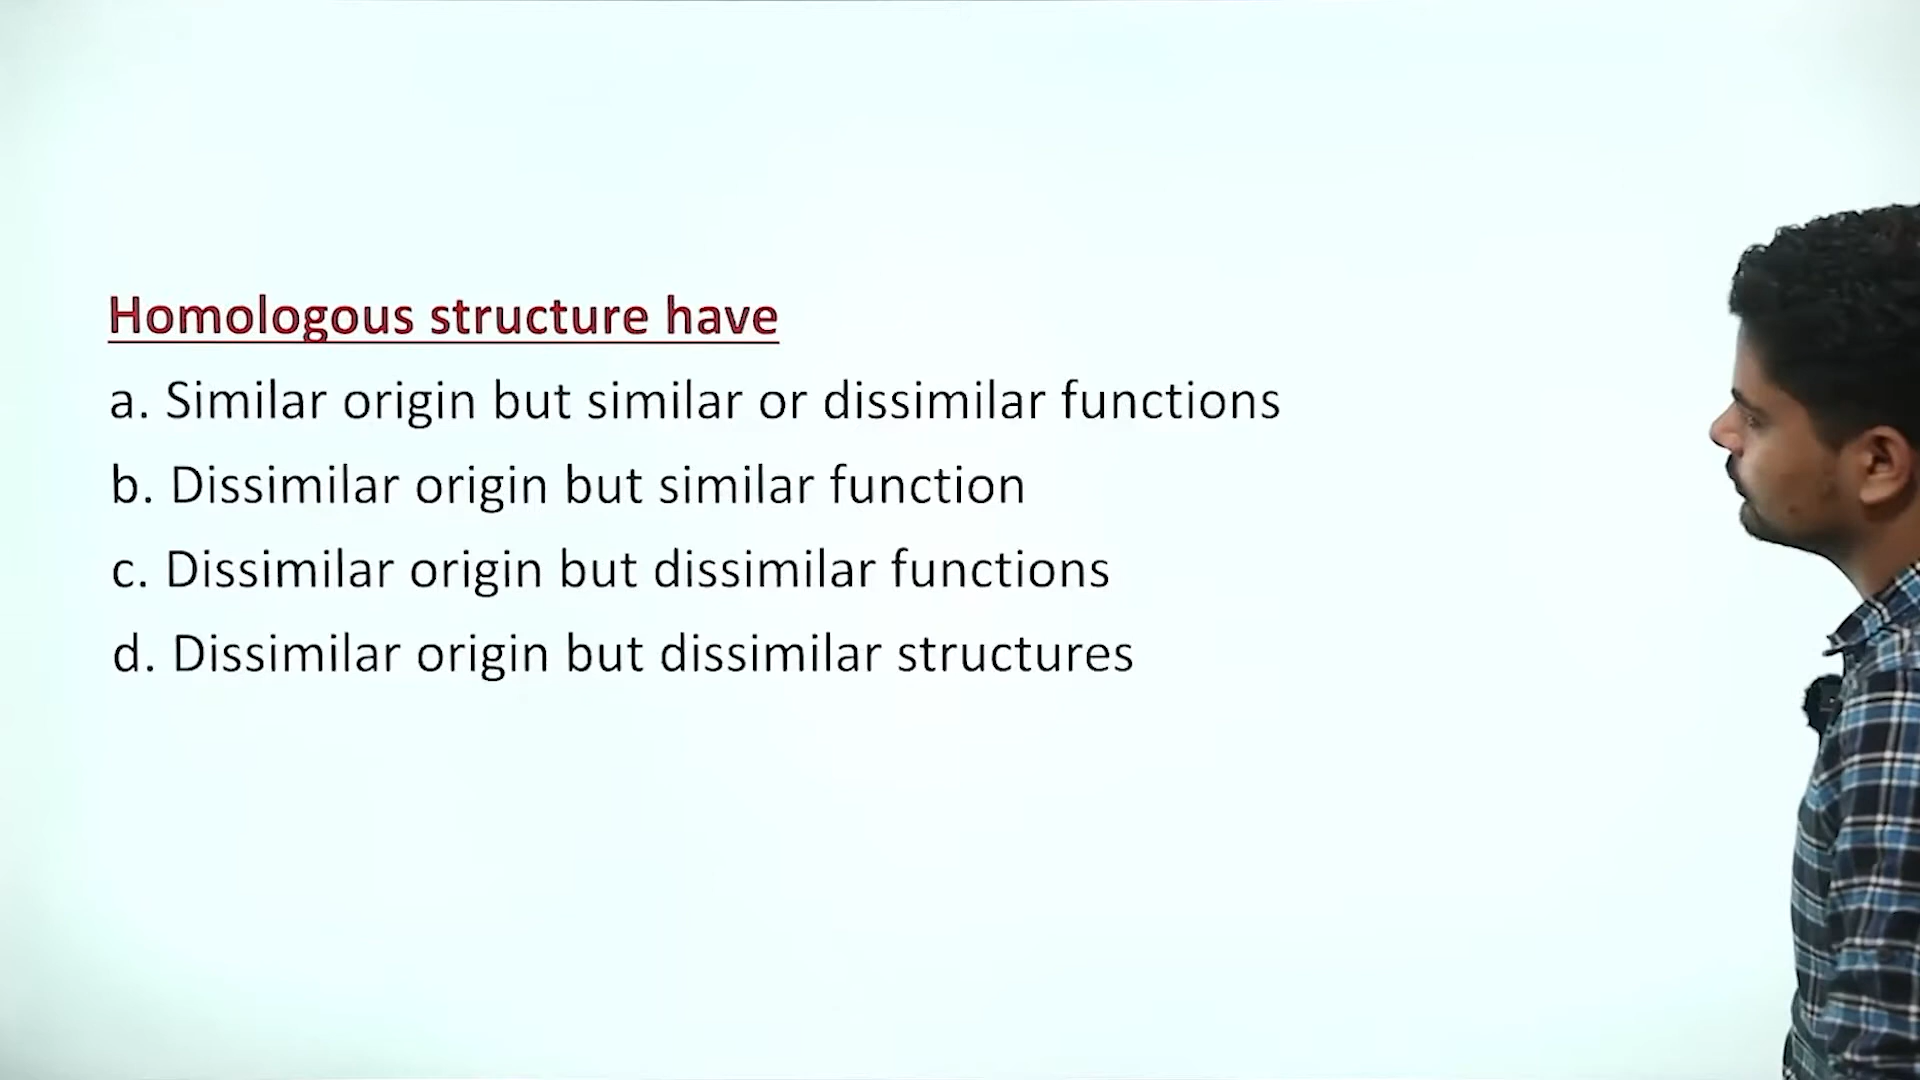 Homologous structure have
a. Similar origin but similar or dissimilar functions
b. Dissimilar origin but similar function
c. Dissimilar origin but dissimilar functions
d. Dissimilar origin but dissimilar structures